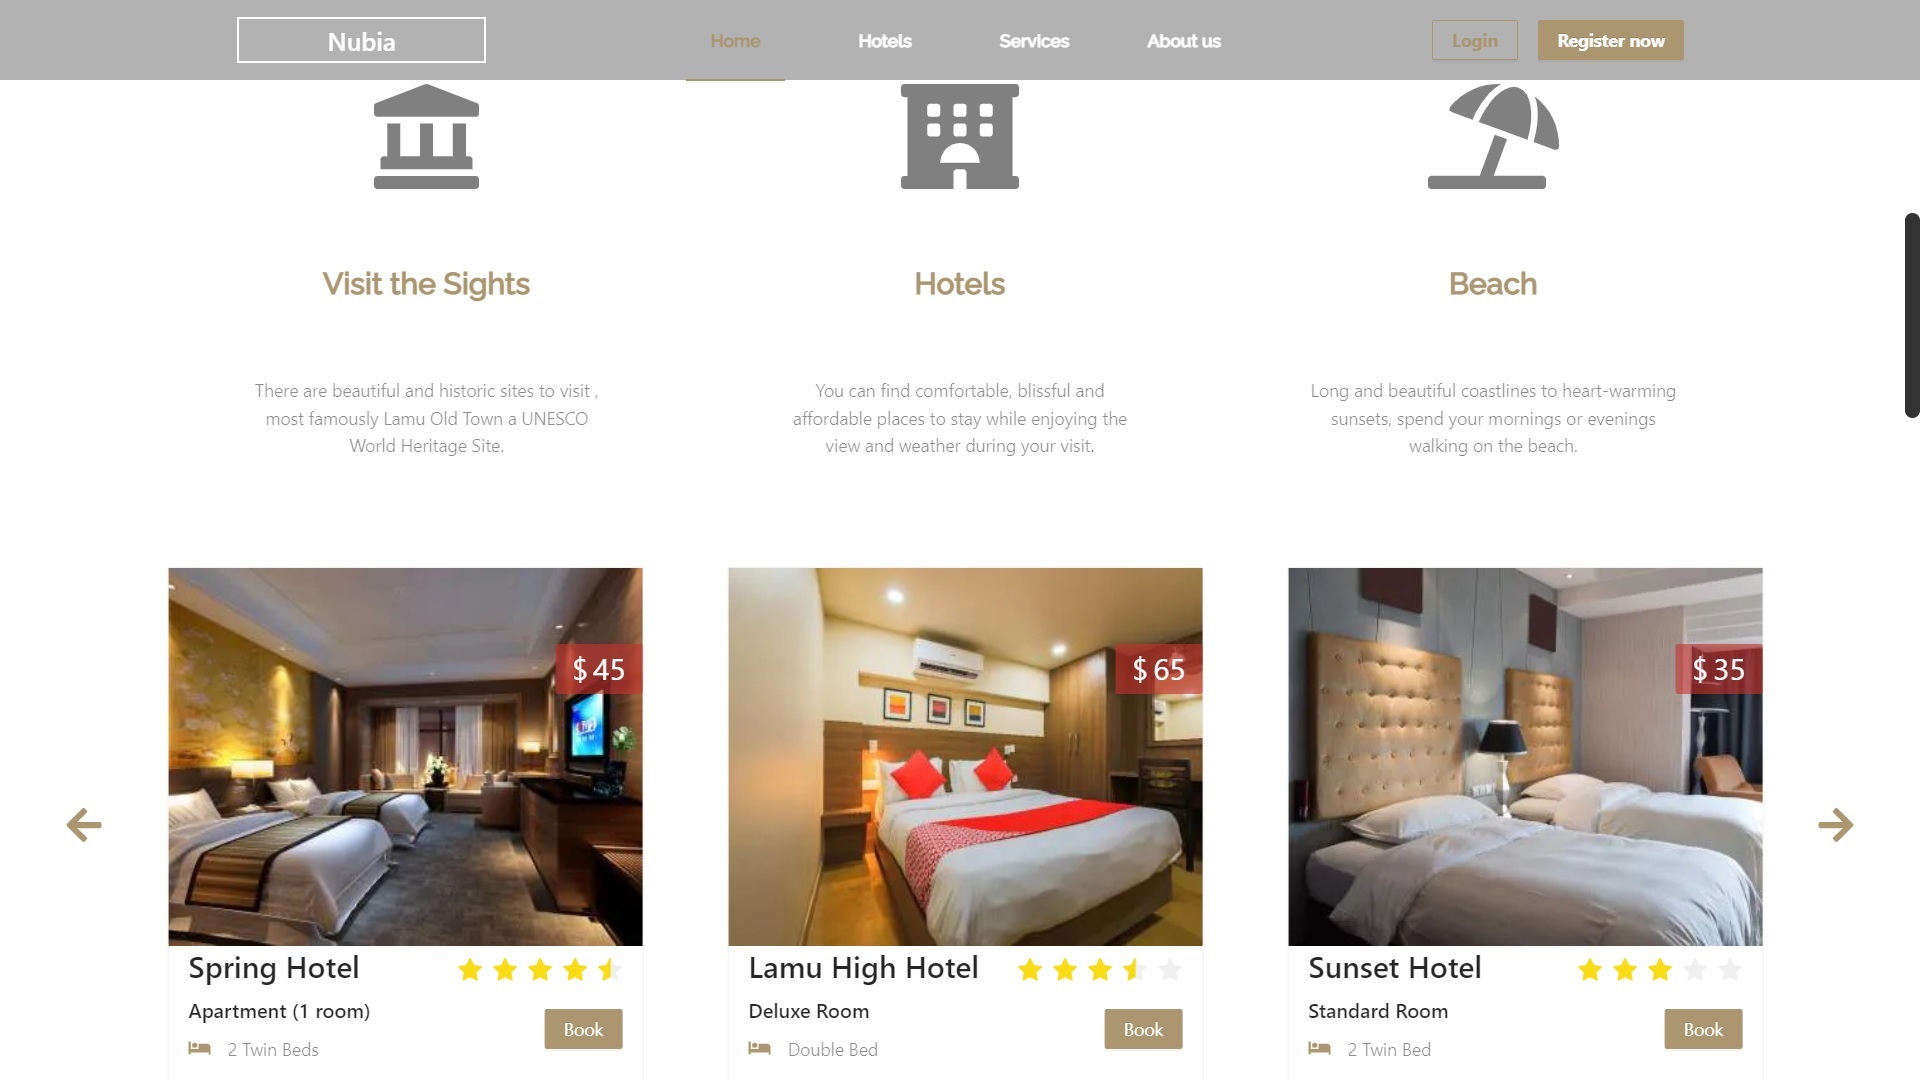 Nubia
Home
Hotels
Services
About us
Login
Register now
Visit the Sights
There are beautiful and historic sites to visit ,
most famously Lamu Old Town a UNESCO
World Heritage Site.
Hotels
You can find comfortable, blissful and
affordable places to stay while enjoying the
view and weather during your visit.
Beach
Long and beautiful coastlines to heart-warming
sunsets, spend your mornings or evenings
walking on the beach.
$ 45
Spring Hotel
Apartment (1 room)
2 Twin Beds
Book
$ 65
Lamu High Hotel
Deluxe Room
Double Bed
Book
$ 35
Sunset Hotel
Standard Room
2 Twin Bed
Book